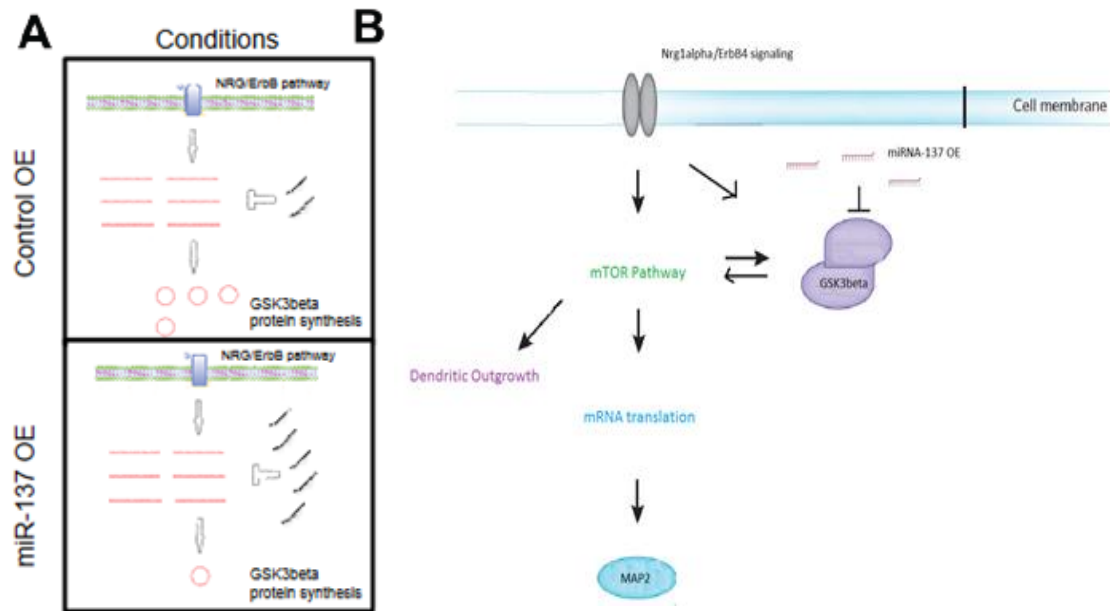 A
Conditions
Control OE
NRG/ErbB pathway
GSK3beta
protein synthesis
miR-137 OE
NRG/ErbB pathway
GSK3beta
protein synthesis
B
Nrg1alpha/ErbB4 signaling
Cell membrane
miRNA-137 OE
mTOR Pathway
GSK3beta
Dendritic Outgrowth
mRNA translation
MAP2